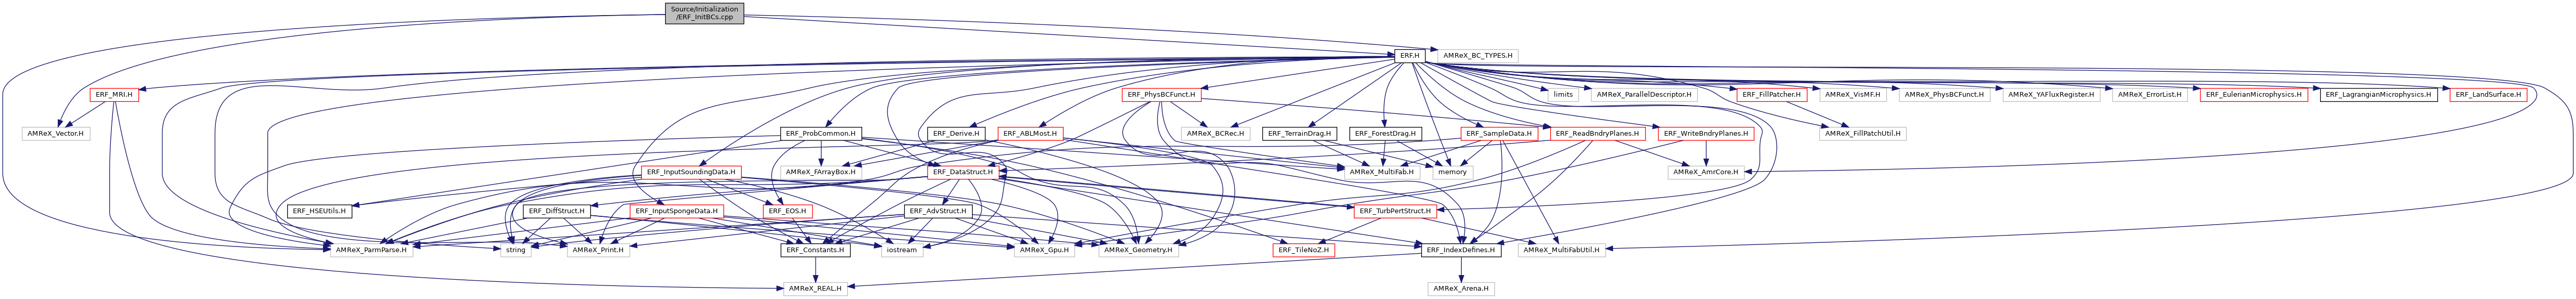 Source/Initialization
/ERF_InitBCs.cpp
ERF.H
AMReX_BC_TYPES.H
ERF_MRI.H
ERF_PhysBCFunct.H
limits
AMReX_ParallelDescriptor.H
ERF_FillPatcher.H
AMReX_VisMF.H
AMReX_PhysBCFunct.H
AMReX_YAFluxRegister.H
AMReX_ErrorList.H
ERF_EulerianMicrophysics.H
ERF_LagrangianMicrophysics.H
ERF_LandSurface.H
AMReX_Vector.H
ERF_ProbCommon.H
ERF_Derive.H
ERF_ABLMost.H
AMReX_BCRec.H
ERF_TerrainDrag.H
ERF_ForestDrag.H
ERF_SampleData.H
ERF_ReadBndryPlanes.H
ERF_WriteBndryPlanes.H
AMReX_FillPatchUtil.H
ERF_InputSoundingData.H
AMReX_FArrayBox.H
ERF_DataStruct.H
AMReX_MultiFab.H
memory
AMReX_AmrCore.H
ERF_HSEUtils.H
ERF_DiffStruct.H
ERF_InputSpongeData.H
ERF_EOS.H
ERF_AdvStruct.H
ERF_TurbPertStruct.H
AMReX_ParmParse.H
string
AMReX_Print.H
ERF_Constants.H
iostream
AMReX_Gpu.H
AMReX_Geometry.H
ERF_TileNoZ.H
ERF_IndexDefines.H
AMReX_MultiFabUtil.H
AMReX_REAL.H
AMReX_Arena.H